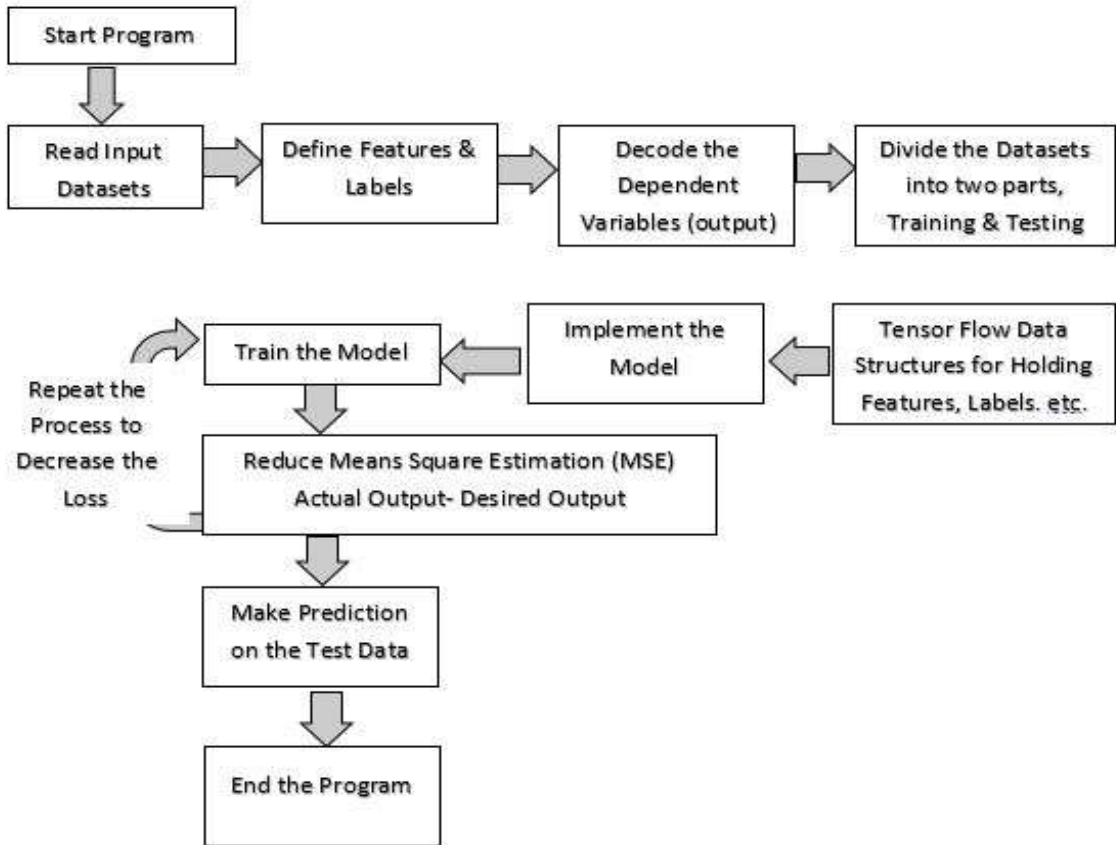 Start Program
Read Input
Datasets
Define Features &
Labels
Decode the
Dependent
Variables (output)
Divide the Datasets
into two parts,
Training & Testing
Tensor Flow Data
Structures for Holding
Features, Labels. etc.
Implement the
Model
Train the Model
Repeat the
Process to
Decrease the
Loss
Reduce Means Square Estimation (MSE)
Actual Output- Desired Output
Make Prediction
on the Test Data
End the Program